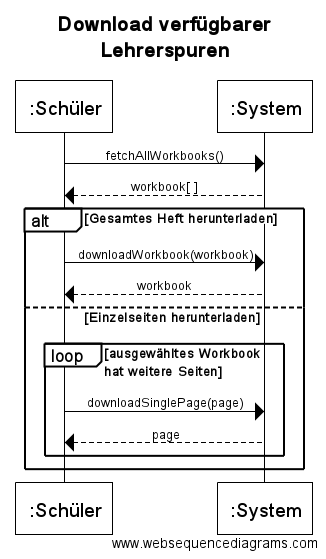 Download verfügbarer
Lehrerspuren
:Schüler
:System
fetchAllWorkbooks()
workbook[ ]
alt
[Gesamtes Heft herunterladen]
downloadWorkbook(workbook)
workbook
[Einzelseiten herunterladen]
loop
[ausgewähltes Workbook
hat weitere Seiten]
downloadSinglePage(page)
page
:Schüler
:System
www.websequencediagrams.com